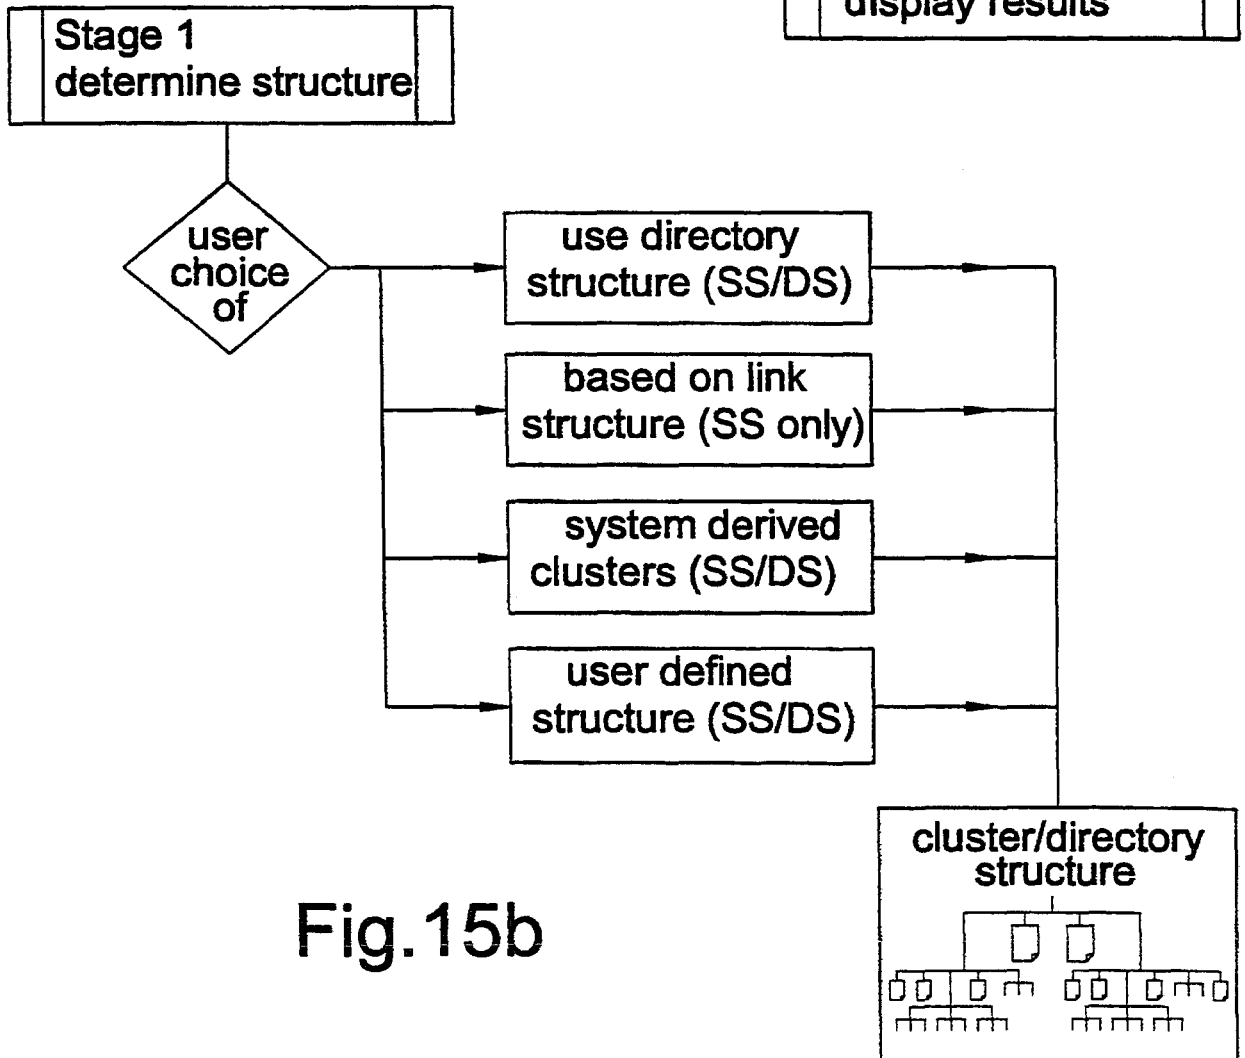 display results
Stage 1
determine structure
user
choice
of
use directory
structure (SS/DS)
based on link
structure (SS only)
system derived
clusters (SS/DS)
user defined
structure (SS/DS)
cluster/directory
structure
Fig.15b